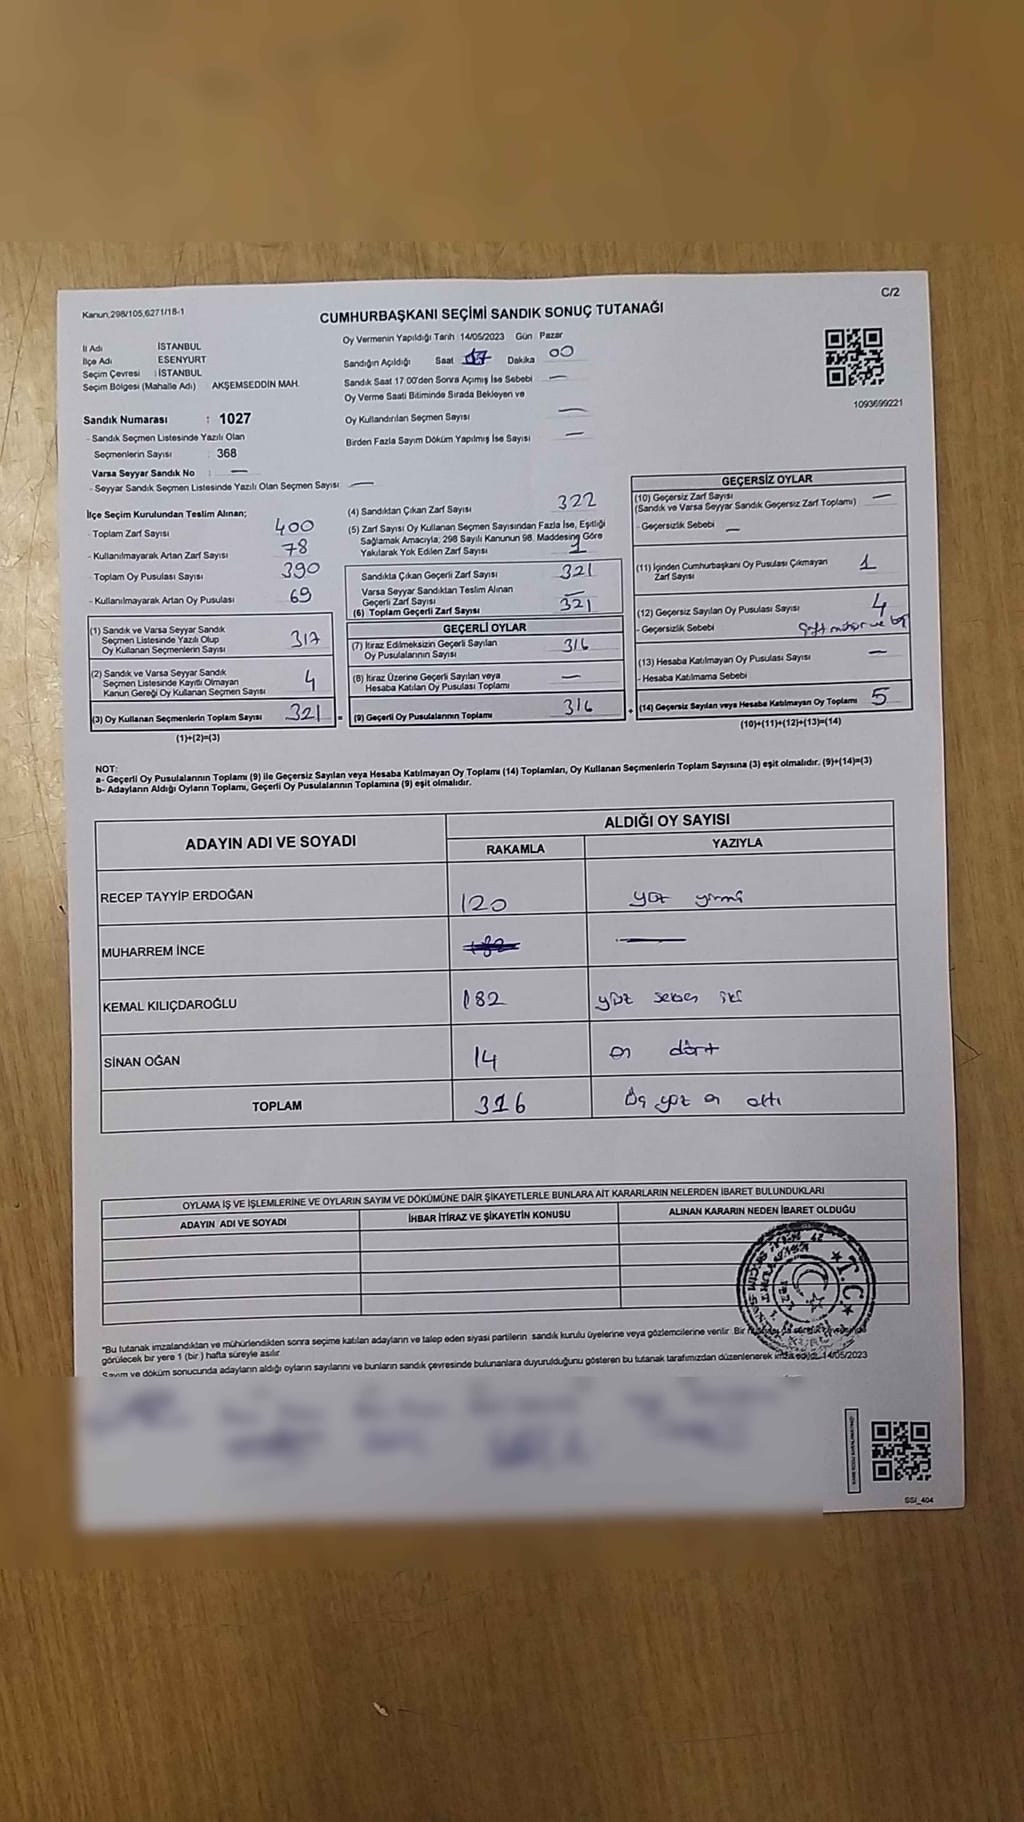 Kanun,298/105,6271/18-1
C/2
CUMHURBAŞKANI SEÇİMİ SANDIK SONUÇ TUTANAĞI
İl Adı İSTANBUL
İlçe Adı ESENYURT
Seçim Çevresi : İSTANBUL
Seçim Bölgesi (Mahalle Adı) AKŞEMSEDDİN MAH.
Sandık Numarası : 1027
- Sandık Seçmen Listesinde Yazılı Olan
Seçmenlerin Sayısı : 368
Varsa Seyyar Sandık No : —
- Seyyar Sandık Seçmen Listesinde Yazılı Olan Seçmen Sayısı —
Oy Vermenin Yapıldığı Tarih 14/05/2023 Gün Pazar
Sandığın Açıldığı Saat 17 Dakika 00
Sandık Saat 17.00'den Sonra Açımış İse Sebebi —
Oy Verme Saati Bitiminde Sırada Bekleyen ve
Oy Kullandırılan Seçmen Sayısı —
Birden Fazla Sayım Döküm Yapılmış İse Sayısı —
1093699221
İlçe Seçim Kurulundan Teslim Alınan;
- Toplam Zarf Sayısı 400
- Kullanılmayarak Artan Zarf Sayısı 78
- Toplam Oy Pusulası Sayısı 390
- Kullanılmayarak Artan Oy Pusulası 69
(1) Sandık ve Varsa Seyyar Sandık
Seçmen Listesinde Yazılı Olup
Oy Kullanan Seçmenlerin Sayısı 317
(2) Sandık ve Varsa Seyyar Sandık
Seçmen Listesinde Kayıtlı Olmayan
Kanun Gereği Oy Kullanan Seçmen Sayısı 4
(3) Oy Kullanan Seçmenlerin Toplam Sayısı 321 =
(1)+(2)=(3)
(4) Sandıktan Çıkan Zarf Sayısı 322
(5) Zarf Sayısı Oy Kullanan Seçmen Sayısından Fazla İse, Eşitliği
Sağlamak Amacıyla, 298 Sayılı Kanunun 98. Maddesine Göre
Yakılarak Yok Edilen Zarf Sayısı 1
Sandıkta Çıkan Geçerli Zarf Sayısı 321
Varsa Seyyar Sandıktan Teslim Alınan
Geçerli Zarf Sayısı —
(6) Toplam Geçerli Zarf Sayısı 321
GEÇERLİ OYLAR
(7) İtiraz Edilmeksizin Geçerli Sayılan
Oy Pusulalarının Sayısı 316
(8) İtiraz Üzerine Geçerli Sayılan veya
Hesaba Katılan Oy Pusulası Toplamı —
(9) Geçerli Oy Pusulalarının Toplamı 316 +
GEÇERSİZ OYLAR
(10) Geçersiz Zarf Sayısı
(Sandık ve Varsa Seyyar Sandık Geçersiz Zarf Toplamı) —
- Geçersizlik Sebebi —
(11) İçinden Cumhurbaşkanı Oy Pusulası Çıkmayan
Zarf Sayısı 1
(12) Geçersiz Sayılan Oy Pusulası Sayısı 4
- Geçersizlik Sebebi Çift mühür ve
(13) Hesaba Katılmayan Oy Pusulası Sayısı —
- Hesaba Katılmama Sebebi
(14) Geçersiz Sayılan veya Hesaba Katılmayan Oy Toplamı 5
(10)+(11)+(12)+(13)=(14)
NOT:
a- Geçerli Oy Pusulalarının Toplamı (9) ile Geçersiz Sayılan veya Hesaba Katılmayan Oy Toplamı (14) Toplamları, Oy Kullanan Seçmenlerin Toplam Sayısına (3) eşit olmalıdır. (9)+(14)=(3)
b- Adayların Aldığı Oyların Toplamı, Geçerli Oy Pusulalarının Toplamına (9) eşit olmalıdır.
ADAYIN ADI VE SOYADI
ALDIĞI OY SAYISI
RAKAMLA YAZIYLA
RECEP TAYYİP ERDOĞAN 120 yüz yirmi
MUHARREM İNCE —
KEMAL KILIÇDAROĞLU 182 yüz seksen iki
SİNAN OĞAN 14 on dört
TOPLAM 316 Üç yüz on altı
OYLAMA İŞ VE İŞLEMLERİNE VE OYLARIN SAYIM VE DÖKÜMÜNE DAİR ŞİKAYETLERLE BUNLARA AİT KARARLARIN NELERDEN İBARET BULUNDUKLARI
ADAYIN ADI VE SOYADI İHBAR İTİRAZ VE ŞİKAYETİN KONUSU ALINAN KARARIN NEDEN İBARET OLDUĞU
T.C.
"Bu tutanak imzalandıktan ve mühürlendikten sonra seçime katılan adayların ve talep eden siyasi partilerin sandık kurulu üyelerine veya gözlemcilerine verilir. Bir
görülecek bir yere 1 (bir) hafta süreyle asılır.
Sayım ve döküm sonucunda adayların aldığı oyların sayılarını ve bunların sandık çevresinde bulunanlara duyurulduğunu gösteren bu tutanak tarafımızdan düzenlenerek imza edildi. 14/05/2023
SSI_404